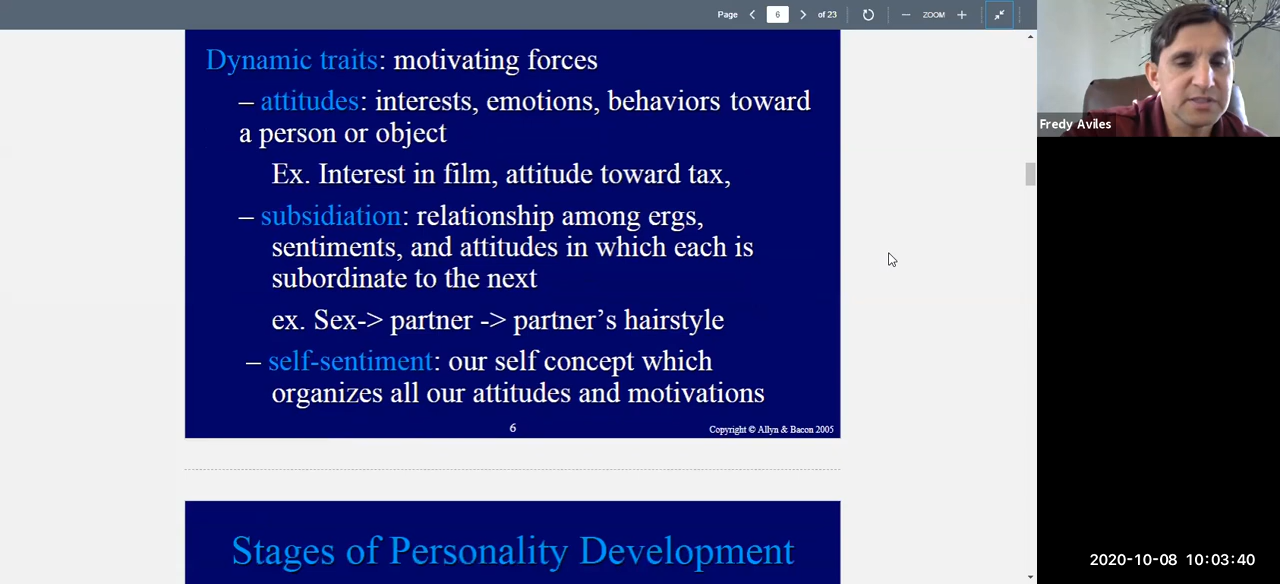 Page 6 of 23 ZOOM
Dynamic traits: motivating forces
– attitudes: interests, emotions, behaviors toward
a person or object
Ex. Interest in film, attitude toward tax,
– subsidiation: relationship among ergs,
sentiments, and attitudes in which each is
subordinate to the next
ex. Sex-> partner -> partner's hairstyle
– self-sentiment: our self concept which
organizes all our attitudes and motivations
6
Copyright © Allyn & Bacon 2005
Stages of Personality Development
Fredy Aviles
2020-10-08 10:03:40